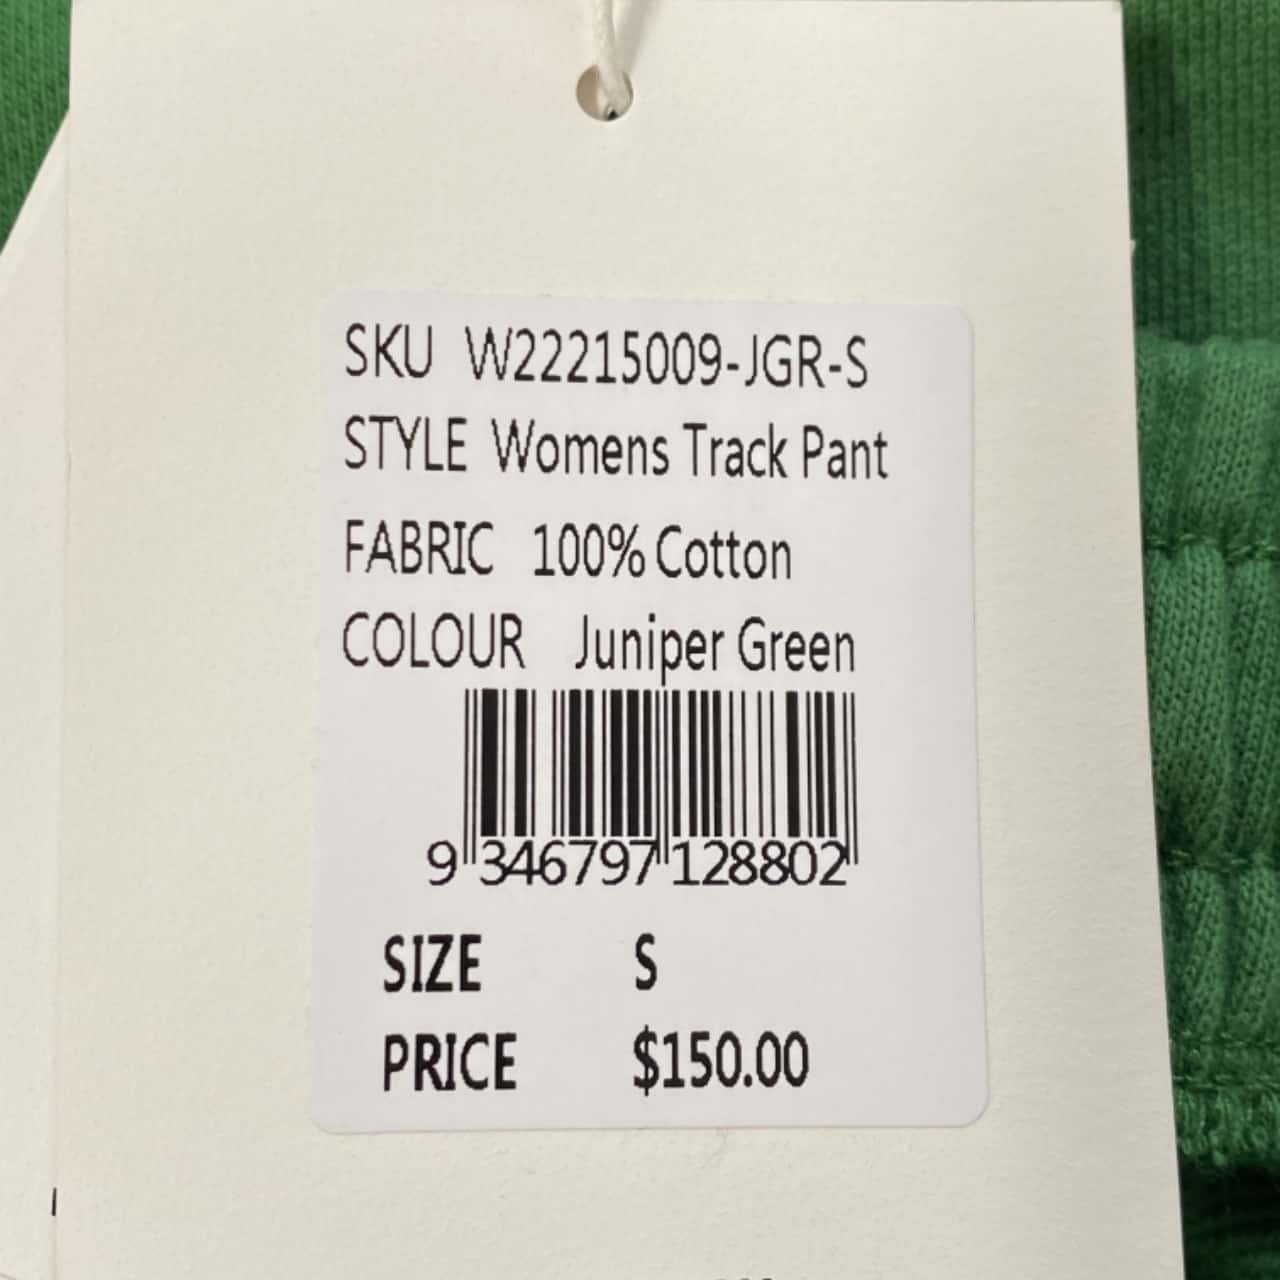 SKU W22215009-JGR-S
STYLE Womens Track Pant
FABRIC 100% Cotton
COLOUR Juniper Green
9 346797 128802
SIZE S
PRICE $150.00